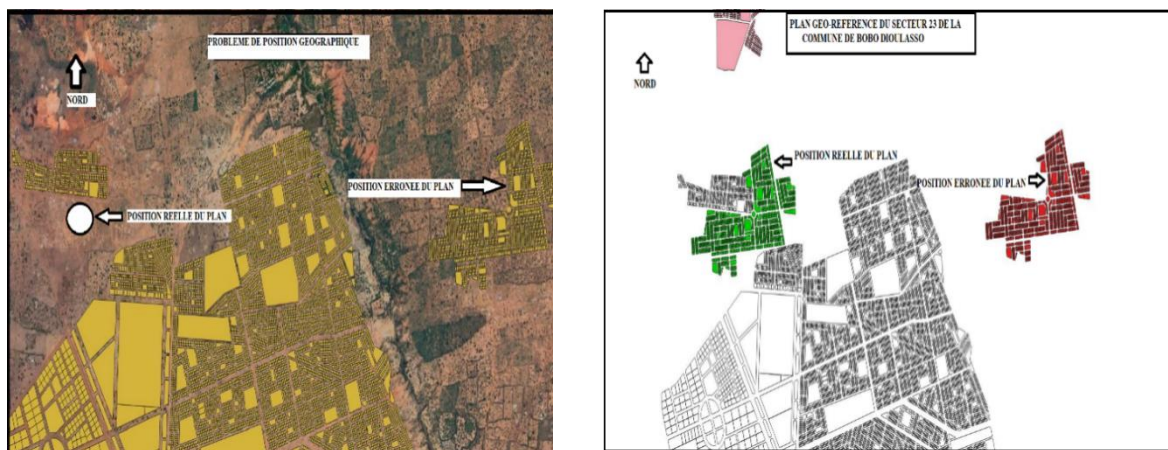 PROBLEME DE POSITION GEOGRAPHIQUE
NORD
POSITION ERRONEE DU PLAN
POSITION REELLE DU PLAN
PLAN GEO-REFERENCE DU SECTEUR 23 DE LA
COMMUNE DE BOBO DIOULASSO
NORD
POSITION REELLE DU PLAN
POSITION ERRONEE DU PLAN